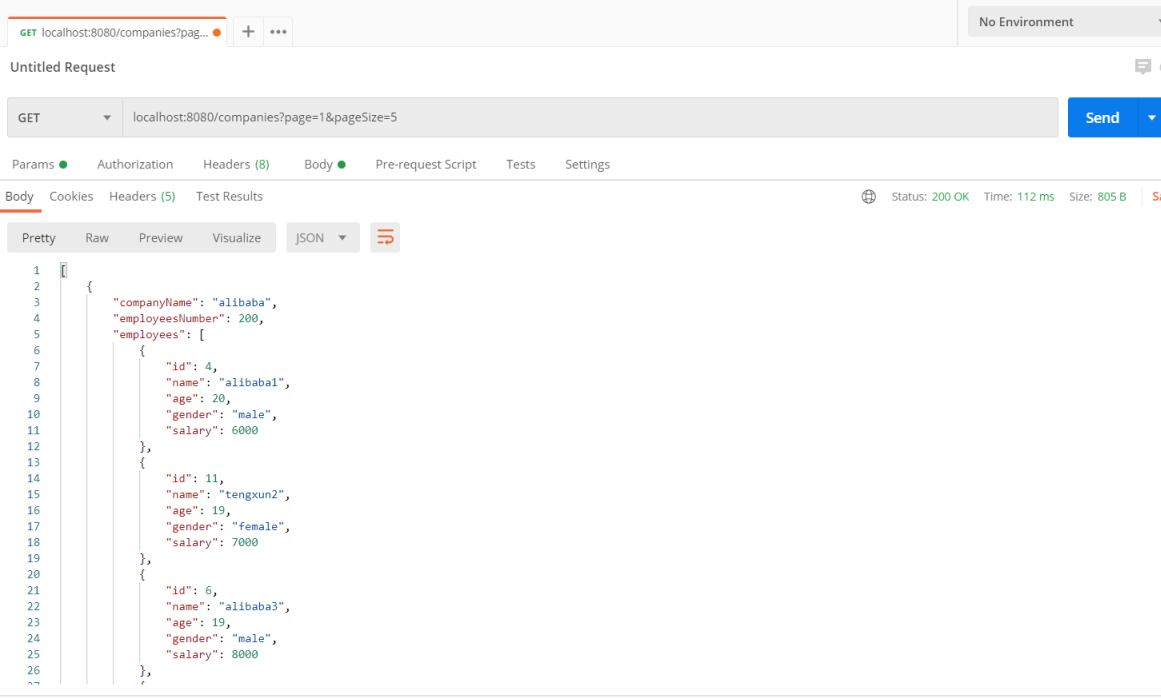 GET localhost:8080/companies?pag... + •••
No Environment
Untitled Request
GET localhost:8080/companies?page=1&pageSize=5 Send
Params Authorization Headers (8) Body Pre-request Script Tests Settings
Body Cookies Headers (5) Test Results Status: 200 OK Time: 112 ms Size: 805 B
Pretty Raw Preview Visualize JSON
1 [
2 {
3 "companyName": "alibaba",
4 "employeesNumber": 200,
5 "employees": [
6 {
7 "id": 4,
8 "name": "alibaba1",
9 "age": 20,
10 "gender": "male",
11 "salary": 6000
12 },
13 {
14 "id": 11,
15 "name": "tengxun2",
16 "age": 19,
17 "gender": "female",
18 "salary": 7000
19 },
20 {
21 "id": 6,
22 "name": "alibaba3",
23 "age": 19,
24 "gender": "male",
25 "salary": 8000
26 },